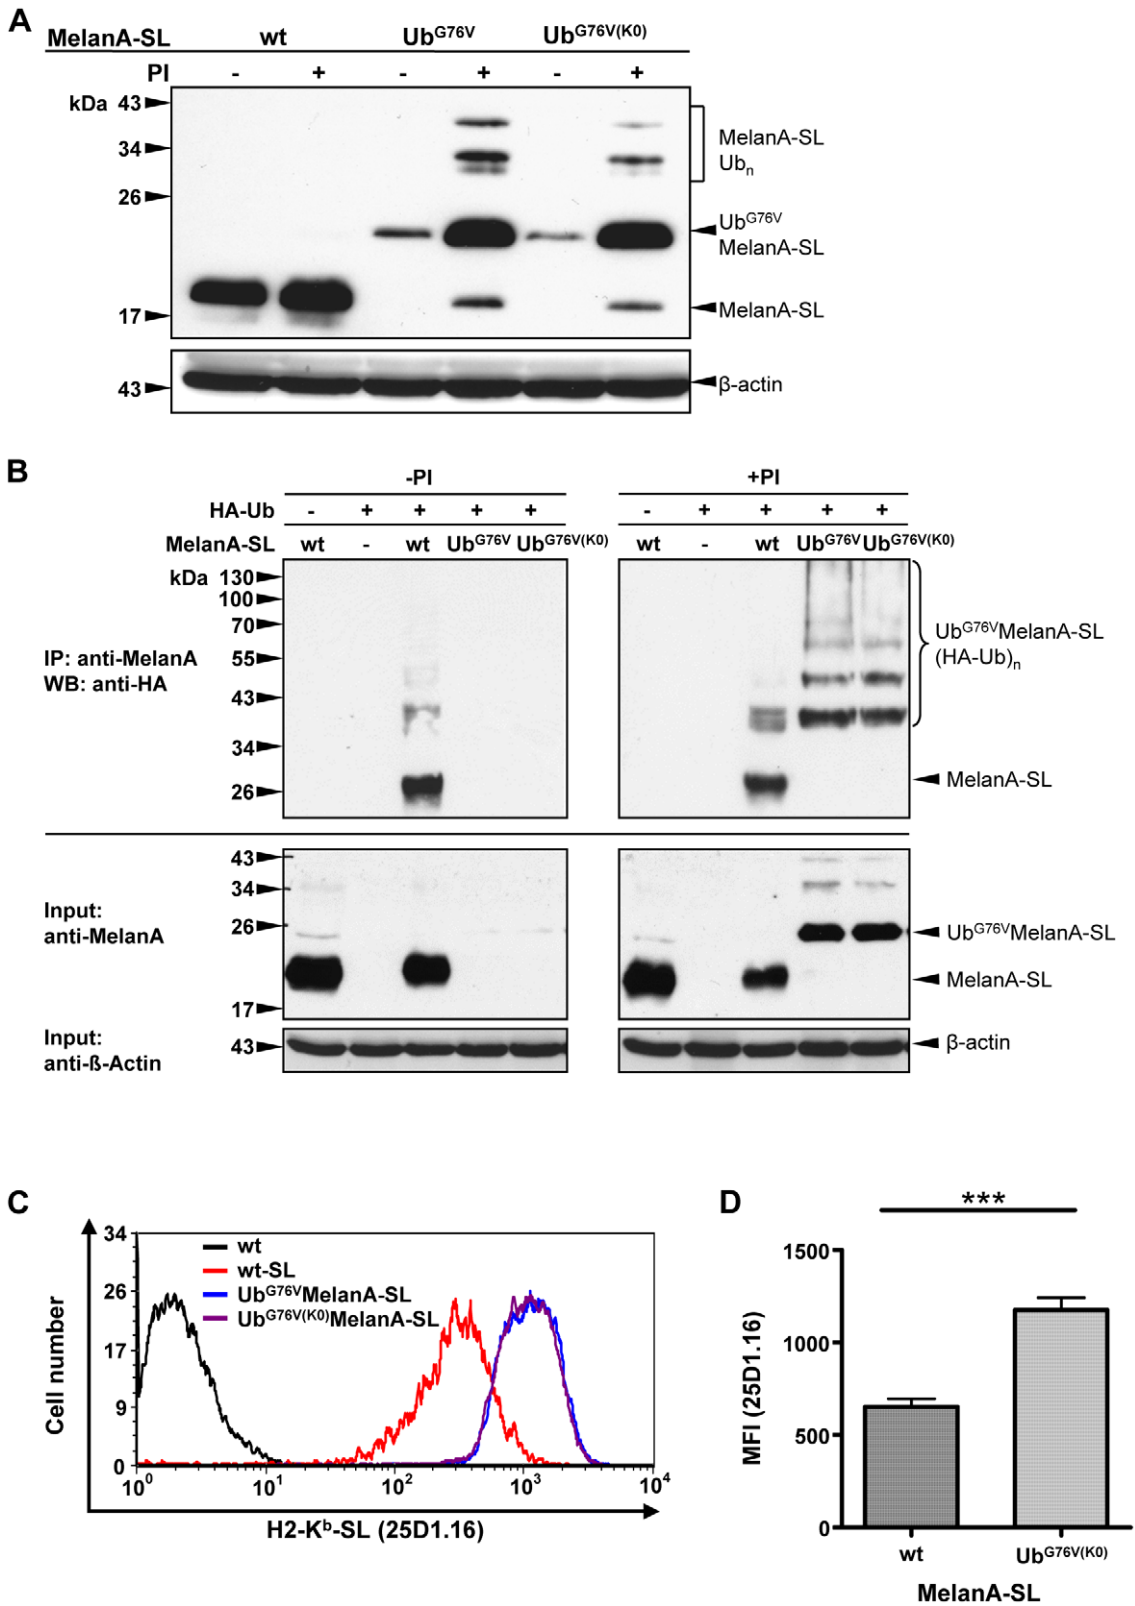 A
MelanA-SL wt Ub^G76V Ub^G76V(K0)
PI - + - + - +
kDa 43
34
26
17
MelanA-SL
Ub_n
Ub^G76V
MelanA-SL
MelanA-SL
43
β-actin
B
-PI +PI
HA-Ub - + + + + - + + + +
MelanA-SL wt - wt Ub^G76V Ub^G76V(K0) wt - wt Ub^G76V Ub^G76V(K0)
kDa 130
100
70
55
43
34
26
IP: anti-MelanA
WB: anti-HA
Ub^G76VMelanA-SL
(HA-Ub)_n
MelanA-SL
43
34
26
17
Input:
anti-MelanA
Ub^G76VMelanA-SL
MelanA-SL
Input:
anti-ß-Actin
43
β-actin
C
34
26
17
9
0
Cell number
wt
wt-SL
Ub^G76VMelanA-SL
Ub^G76V(K0)MelanA-SL
10^0 10^1 10^2 10^3 10^4
H2-K^b-SL (25D1.16)
D
***
1500
1000
500
0
MFI (25D1.16)
wt Ub^G76V(K0)
MelanA-SL